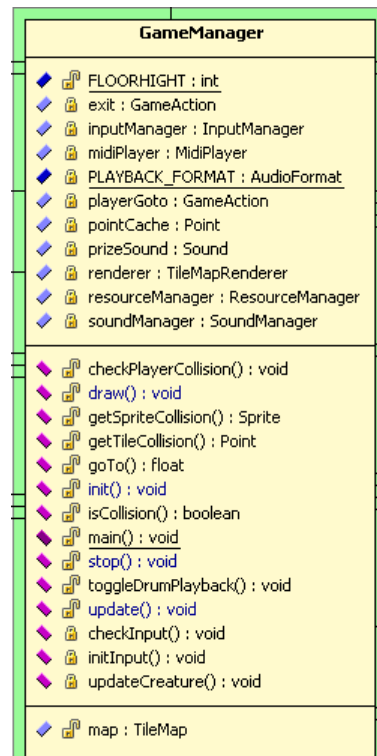 GameManager
FLOORHIGHT : int
exit : GameAction
inputManager : InputManager
midiPlayer : MidiPlayer
PLAYBACK_FORMAT : AudioFormat
playerGoto : GameAction
pointCache : Point
prizeSound : Sound
renderer : TileMapRenderer
resourceManager : ResourceManager
soundManager : SoundManager
checkPlayerCollision() : void
draw() : void
getSpriteCollision() : Sprite
getTileCollision() : Point
goTo() : float
init() : void
isCollision() : boolean
main() : void
stop() : void
toggleDrumPlayback() : void
update() : void
checkInput() : void
initInput() : void
updateCreature() : void
map : TileMap